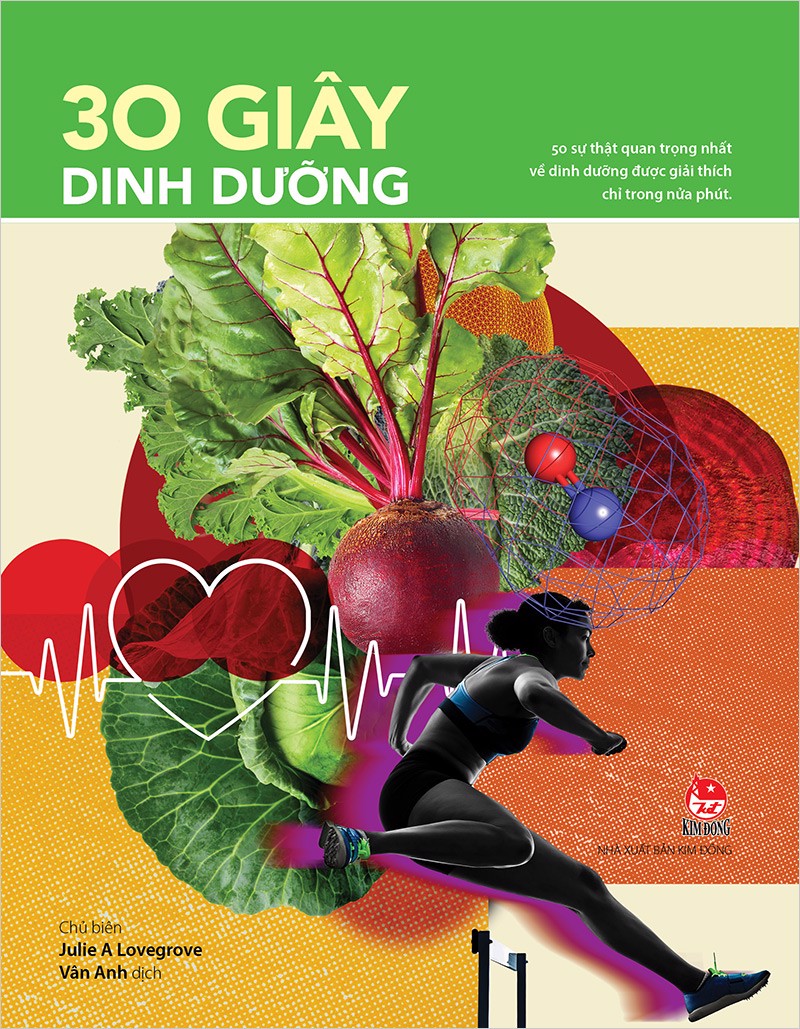 30 GIÂY
DINH DƯỠNG
50 sự thật quan trọng nhất
về dinh dưỡng được giải thích
chỉ trong nửa phút.
KIM ĐỒNG
NHÀ XUẤT BẢN KIM ĐỒNG
Chủ biên
Julie A Lovegrove
Vân Anh dịch